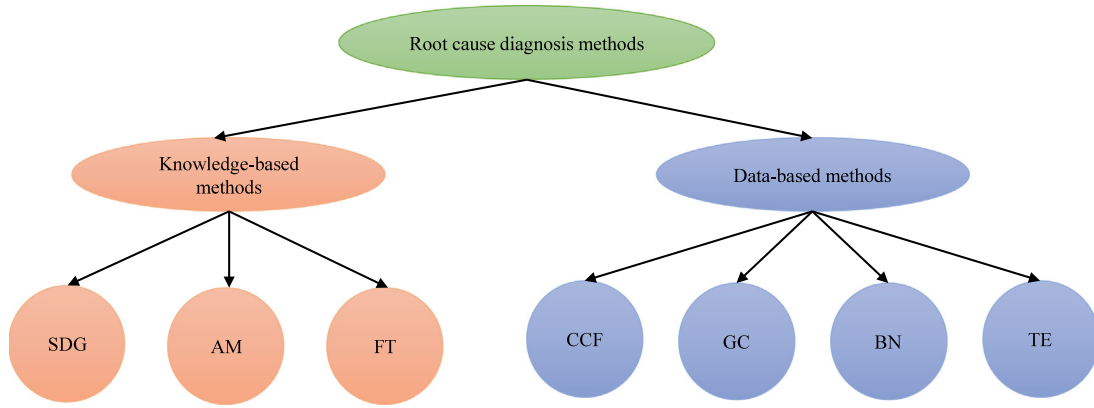 Root cause diagnosis methods
Knowledge-based
methods
Data-based methods
SDG
AM
FT
CCF
GC
BN
TE